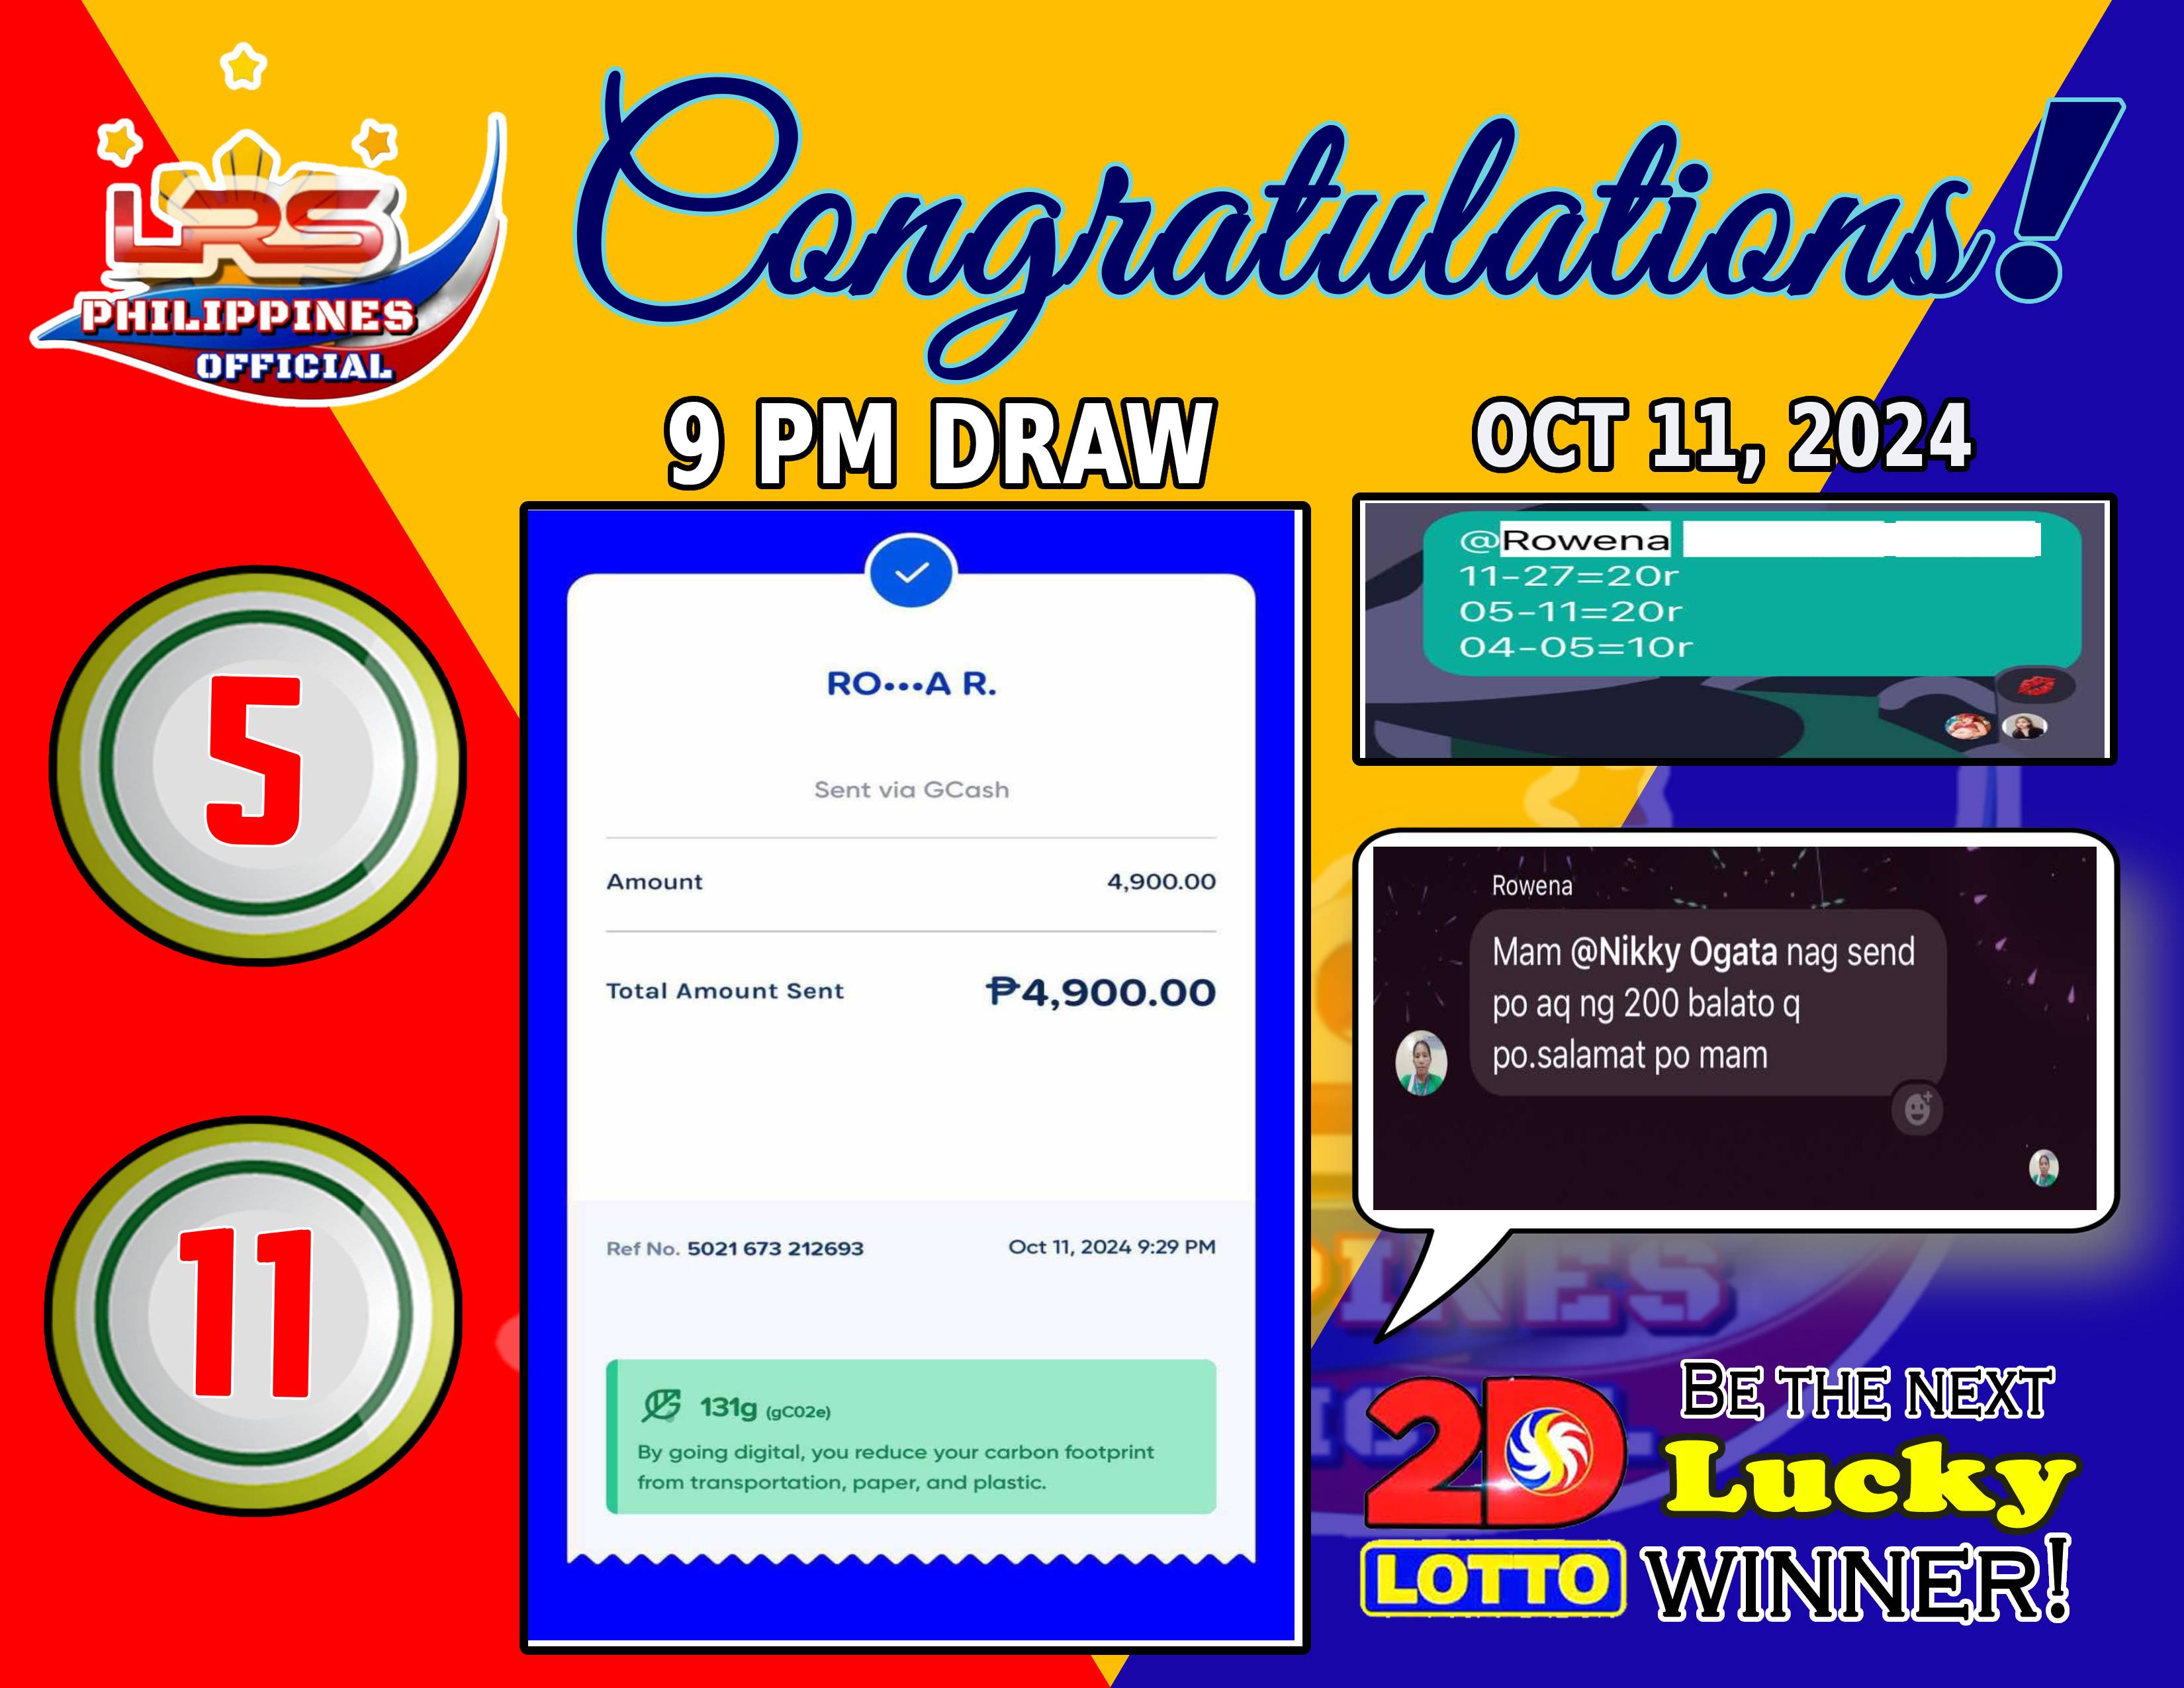 LRS
PHILIPPINES
OFFICIAL
Congratulations!
9 PM DRAW
OCT 11, 2024
5
11
RO•••A R.
Sent via GCash
Amount 4,900.00
Total Amount Sent ₱4,900.00
Ref No. 5021 673 212693 Oct 11, 2024 9:29 PM
131g (gC02e)
By going digital, you reduce your carbon footprint
from transportation, paper, and plastic.
@Rowena
11-27=20r
05-11=20r
04-05=10r
Rowena
Mam @Nikky Ogata nag send
po aq ng 200 balato q
po.salamat po mam
2D
LOTTO
BE THE NEXT
Lucky
WINNER!